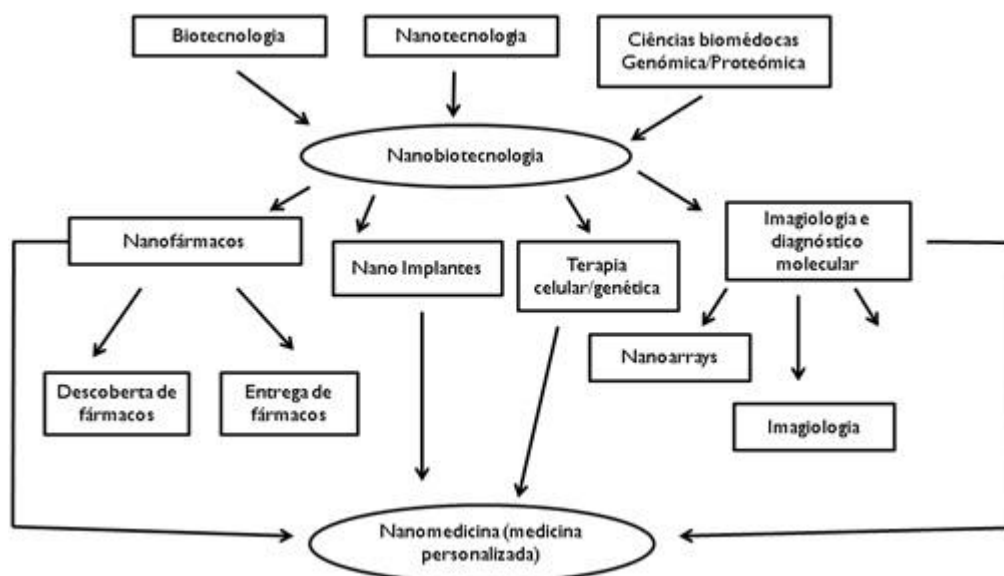 Biotecnologia
Nanotecnologia
Ciências biomédocas
Genómica/Proteómica
Nanobiotecnologia
Nanofármacos
Nano Implantes
Terapia
celular/genética
Imagiologia e
diagnóstico
molecular
Nanoarrays
Descoberta de
fármacos
Entrega de
fármacos
Imagiologia
Nanomedicina (medicina
personalizada)